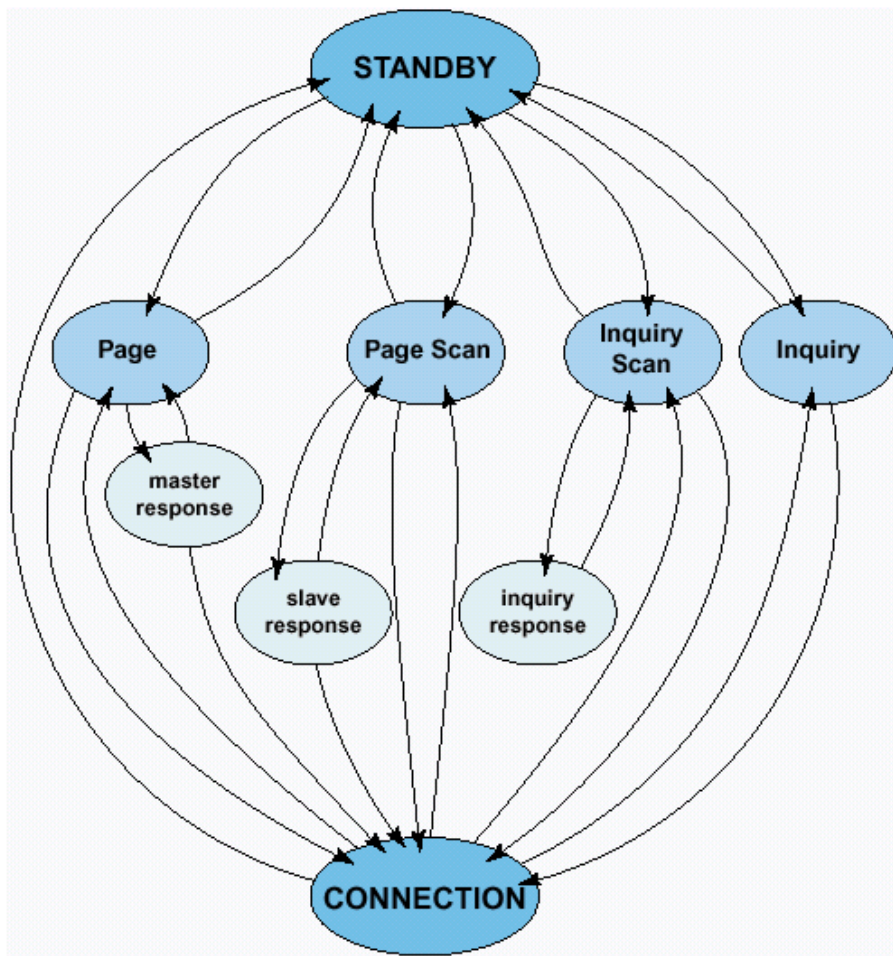 STANDBY
Page
Page Scan
Inquiry
Scan
Inquiry
master
response
slave
response
inquiry
response
CONNECTION